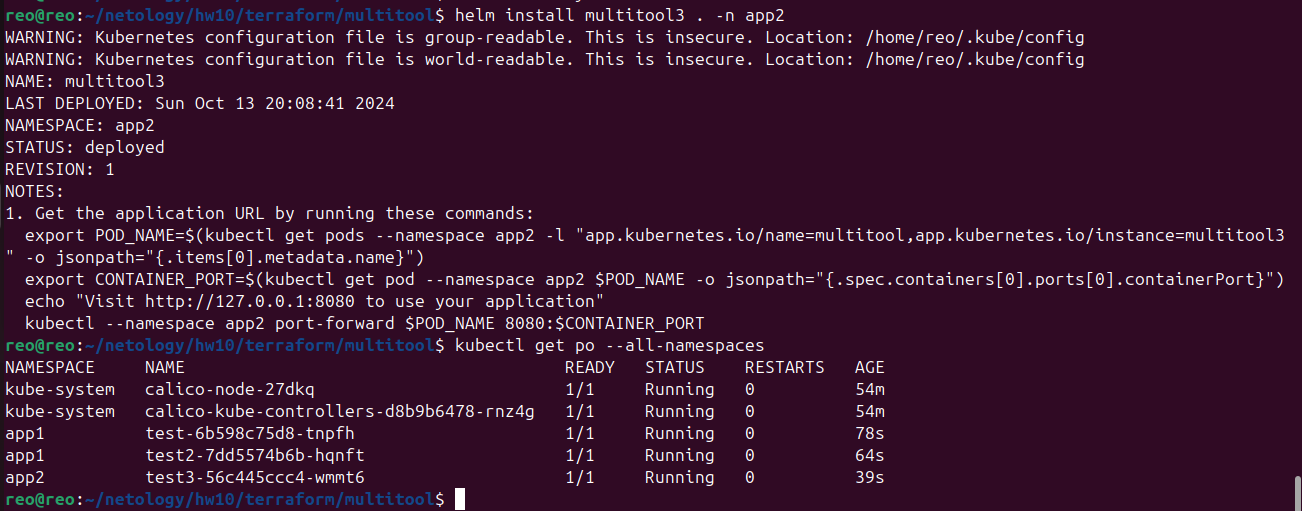 reo@reo:~/netology/hw10/terraform/multitool$ helm install multitool3 . -n app2
WARNING: Kubernetes configuration file is group-readable. This is insecure. Location: /home/reo/.kube/config
WARNING: Kubernetes configuration file is world-readable. This is insecure. Location: /home/reo/.kube/config
NAME: multitool3
LAST DEPLOYED: Sun Oct 13 20:08:41 2024
NAMESPACE: app2
STATUS: deployed
REVISION: 1
NOTES:
1. Get the application URL by running these commands:
  export POD_NAME=$(kubectl get pods --namespace app2 -l "app.kubernetes.io/name=multitool,app.kubernetes.io/instance=multitool3
" -o jsonpath="{.items[0].metadata.name}")
  export CONTAINER_PORT=$(kubectl get pod --namespace app2 $POD_NAME -o jsonpath="{.spec.containers[0].ports[0].containerPort}")
  echo "Visit http://127.0.0.1:8080 to use your application"
  kubectl --namespace app2 port-forward $POD_NAME 8080:$CONTAINER_PORT
reo@reo:~/netology/hw10/terraform/multitool$ kubectl get po --all-namespaces
NAMESPACE     NAME                                      READY   STATUS    RESTARTS   AGE
kube-system   calico-node-27dkq                         1/1     Running   0          54m
kube-system   calico-kube-controllers-d8b9b6478-rnz4g   1/1     Running   0          54m
app1          test-6b598c75d8-tnpfh                     1/1     Running   0          78s
app1          test2-7dd5574b6b-hqnft                    1/1     Running   0          64s
app2          test3-56c445ccc4-wmmt6                    1/1     Running   0          39s
reo@reo:~/netology/hw10/terraform/multitool$